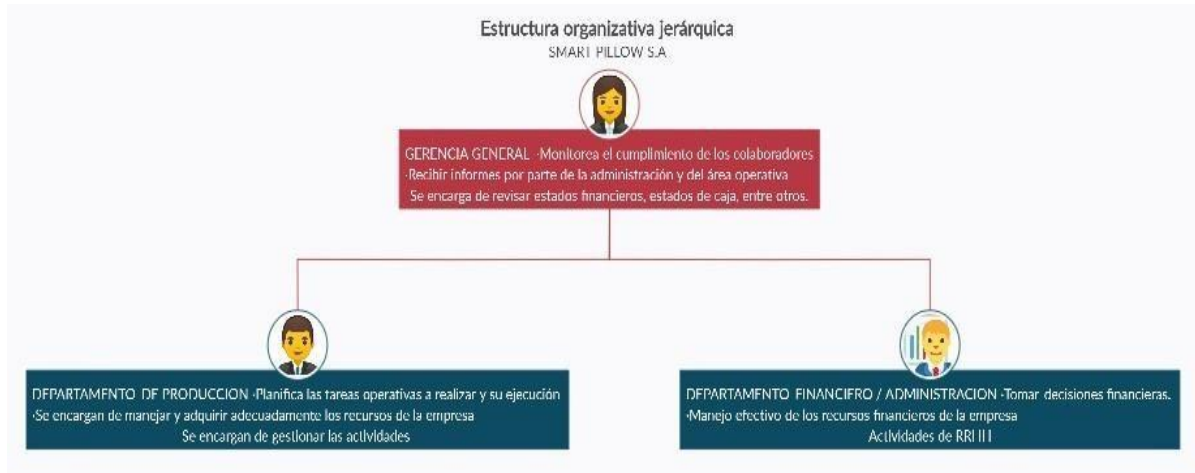 Estructura organizativa jerárquica
SMART PILLOW S.A
GERENCIA GENERAL -Monitorea el cumplimiento de los colaboradores
-Recibir informes por parte de la administración y del área operativa
Se encarga de revisar estados financieros, estados de caja, entre otros.
DEPARTAMENTO DE PRODUCCION -Planifica las tareas operativas a realizar y su ejecución
-Se encargan de manejar y adquirir adecuadamente los recursos de la empresa
Se encargan de gestionar las actividades
DEPARTAMENTO FINANCIERO / ADMINISTRACION -Tomar decisiones financieras.
-Manejo efectivo de los recursos financieros de la empresa
Actividades de